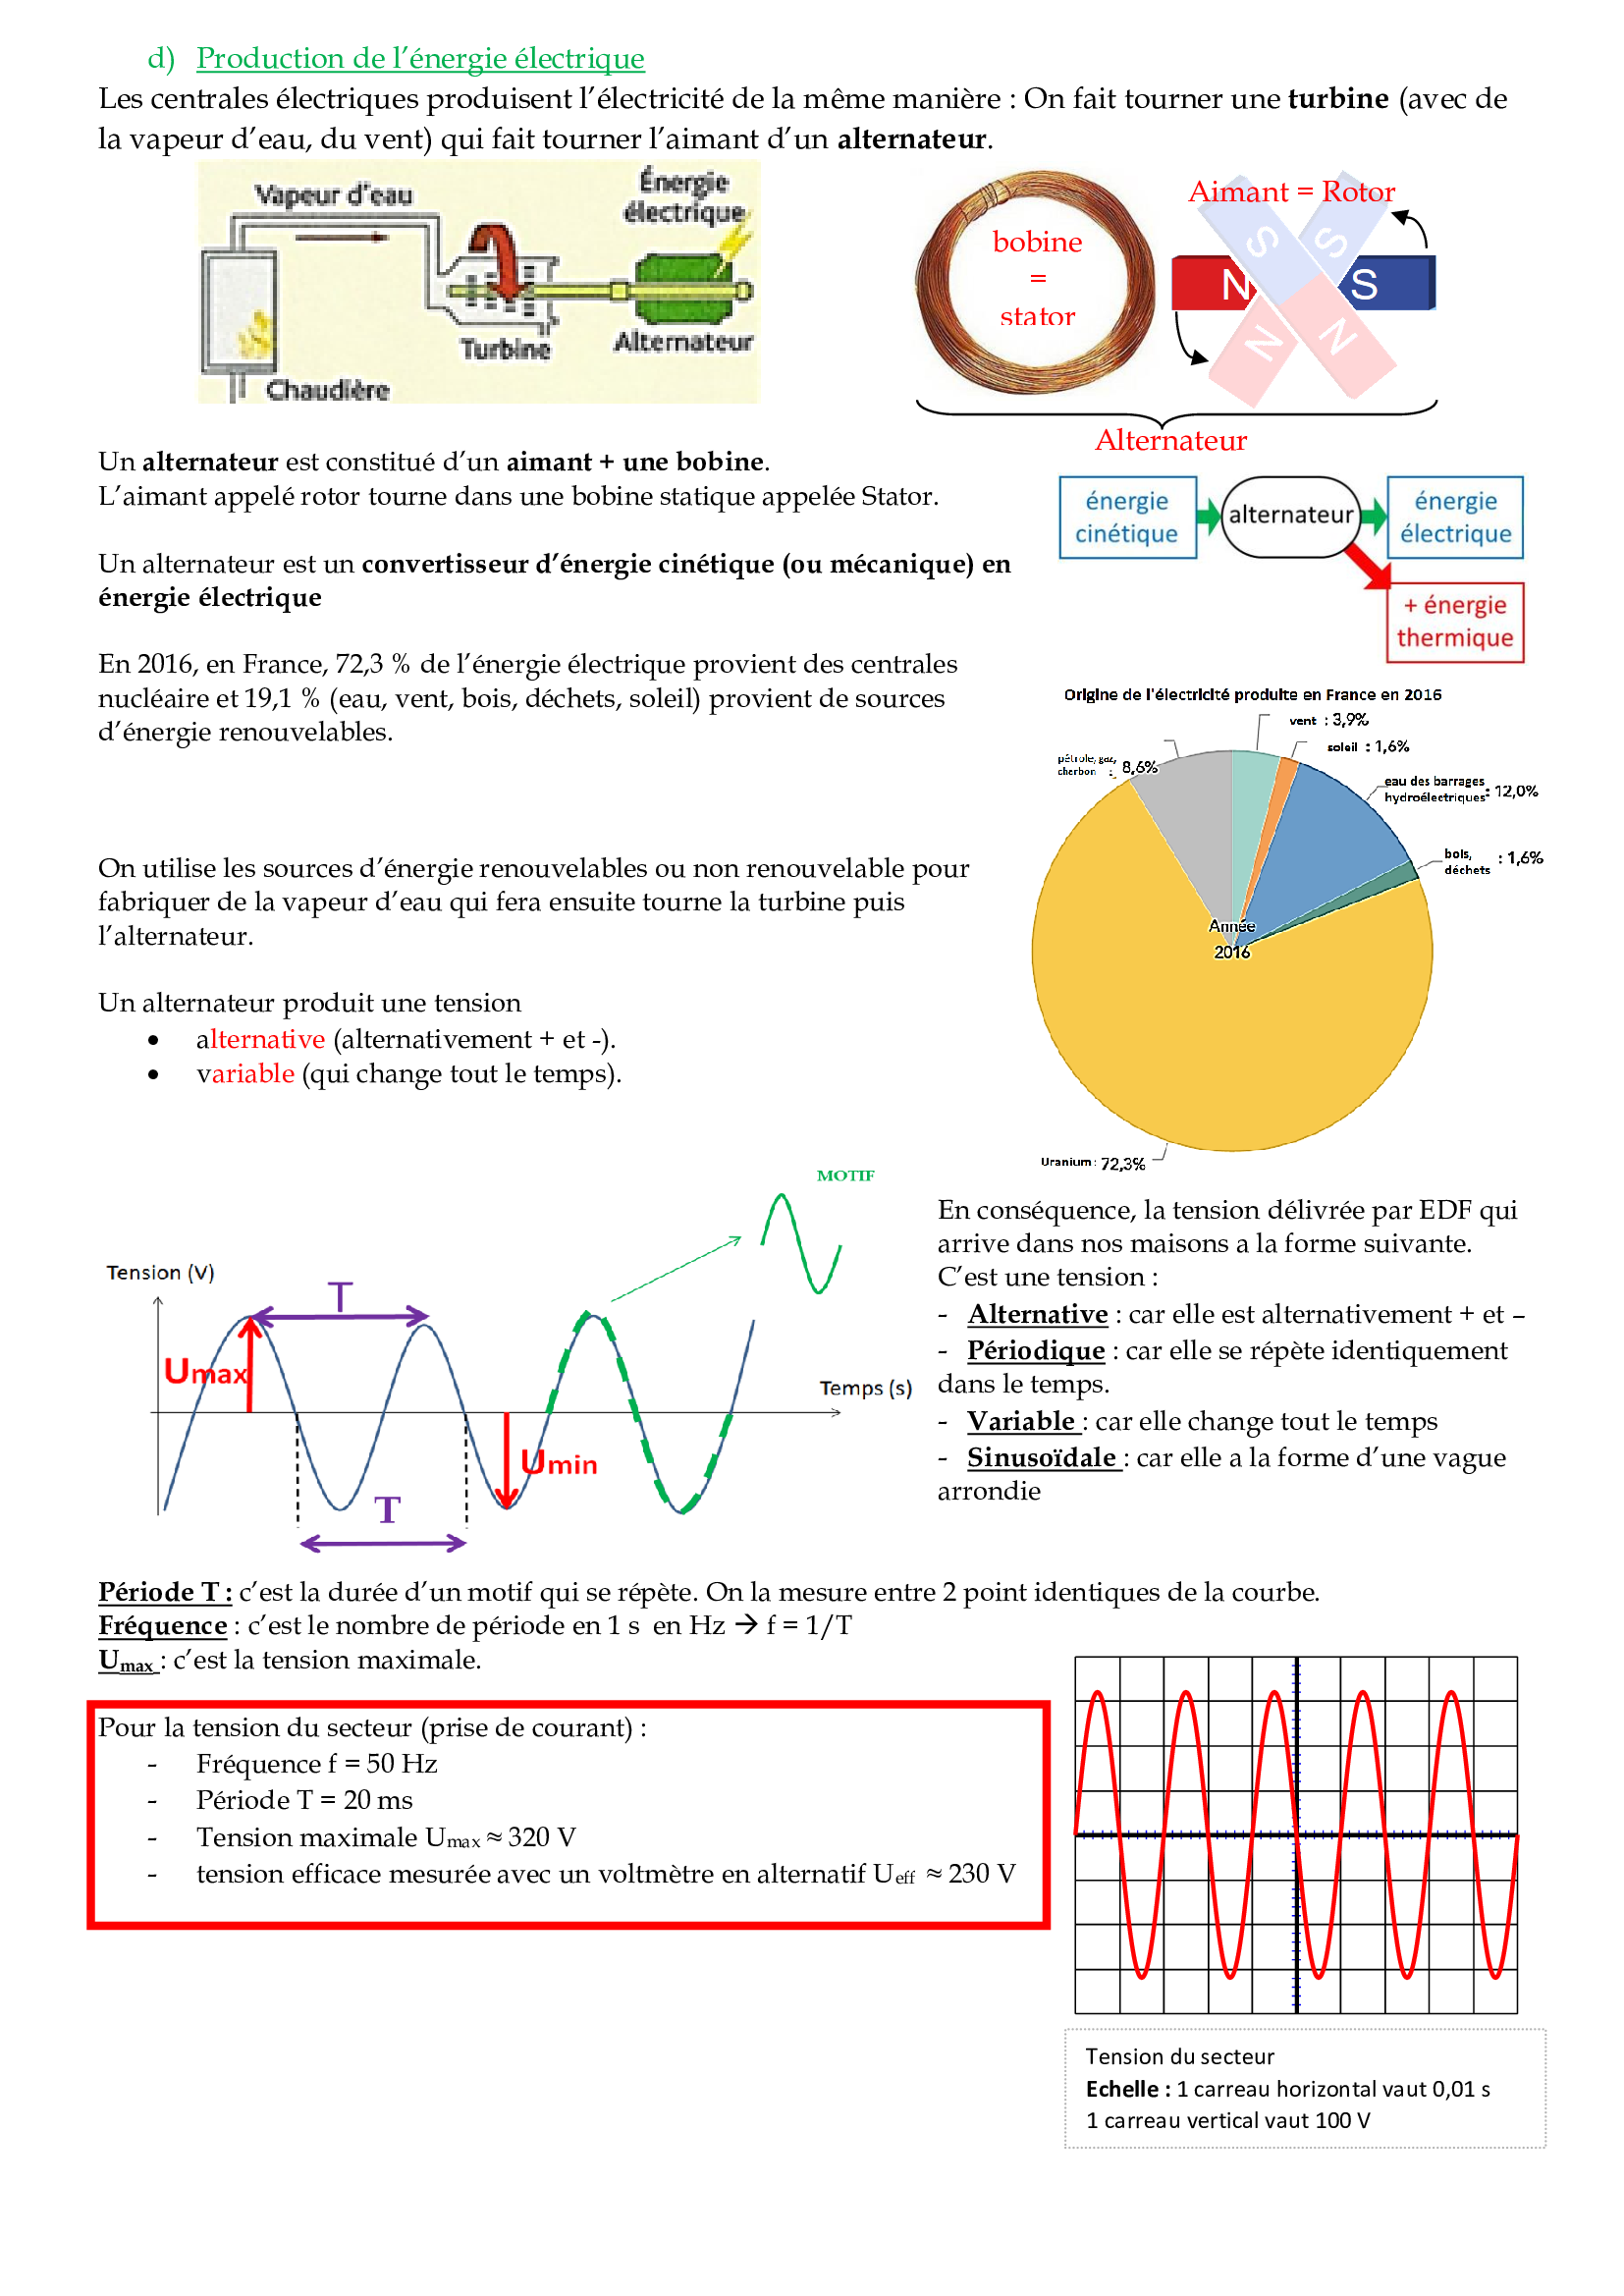 d) Production de l’énergie électrique
Les centrales électriques produisent l’électricité de la même manière : On fait tourner une turbine (avec de
la vapeur d’eau, du vent) qui fait tourner l’aimant d’un alternateur.
Vapeur d'eau
Énergie
électrique
Turbine
Alternateur
Chaudière
bobine
=
stator
Aimant = Rotor
S
S
N
S
N
N
Alternateur
Un alternateur est constitué d’un aimant + une bobine.
L’aimant appelé rotor tourne dans une bobine statique appelée Stator.
énergie
cinétique
alternateur
énergie
électrique
+ énergie
thermique
Un alternateur est un convertisseur d’énergie cinétique (ou mécanique) en
énergie électrique
En 2016, en France, 72,3 % de l’énergie électrique provient des centrales
nucléaire et 19,1 % (eau, vent, bois, déchets, soleil) provient de sources
d’énergie renouvelables.
Origine de l'électricité produite en France en 2016
vent : 3,9%
soleil : 1,6%
pétrole, gaz,
charbon : 8,6%
eau des barrages
hydroélectriques : 12,0%
bois,
déchets : 1,6%
Année
2016
Uranium : 72,3%
On utilise les sources d’énergie renouvelables ou non renouvelable pour
fabriquer de la vapeur d’eau qui fera ensuite tourne la turbine puis
l’alternateur.
Un alternateur produit une tension
• alternative (alternativement + et -).
• variable (qui change tout le temps).
MOTIF
Tension (V)
T
Umax
Temps (s)
Umin
T
En conséquence, la tension délivrée par EDF qui
arrive dans nos maisons a la forme suivante.
C’est une tension :
- Alternative : car elle est alternativement + et –
- Périodique : car elle se répète identiquement
dans le temps.
- Variable : car elle change tout le temps
- Sinusoïdale : car elle a la forme d’une vague
arrondie
Période T : c’est la durée d’un motif qui se répète. On la mesure entre 2 point identiques de la courbe.
Fréquence : c’est le nombre de période en 1 s en Hz → f = 1/T
Umax : c’est la tension maximale.
Pour la tension du secteur (prise de courant) :
- Fréquence f = 50 Hz
- Période T = 20 ms
- Tension maximale Umax ≈ 320 V
- tension efficace mesurée avec un voltmètre en alternatif Ueff ≈ 230 V
Tension du secteur
Echelle : 1 carreau horizontal vaut 0,01 s
1 carreau vertical vaut 100 V